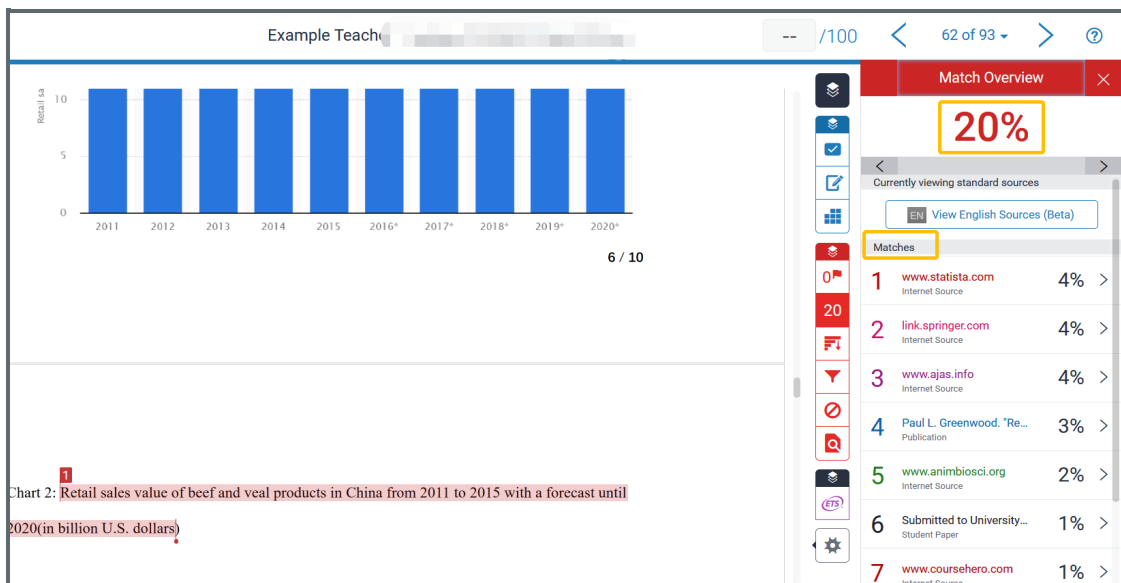 Example Teach
-- /100
62 of 93
?
Retail sa
10
5
0
2011 2012 2013 2014 2015 2016* 2017* 2018* 2019* 2020*
6 / 10
1
Chart 2: Retail sales value of beef and veal products in China from 2011 to 2015 with a forecast until
2020(in billion U.S. dollars)
0
20
ETS
Match Overview
20%
Currently viewing standard sources
EN View English Sources (Beta)
Matches
1 www.statista.com 4%
Internet Source
2 link.springer.com 4%
Internet Source
3 www.ajas.info 4%
Internet Source
4 Paul L. Greenwood. "Re... 3%
Publication
5 www.animbiosci.org 2%
Internet Source
6 Submitted to University... 1%
Student Paper
7 www.coursehero.com 1%
Internet Source